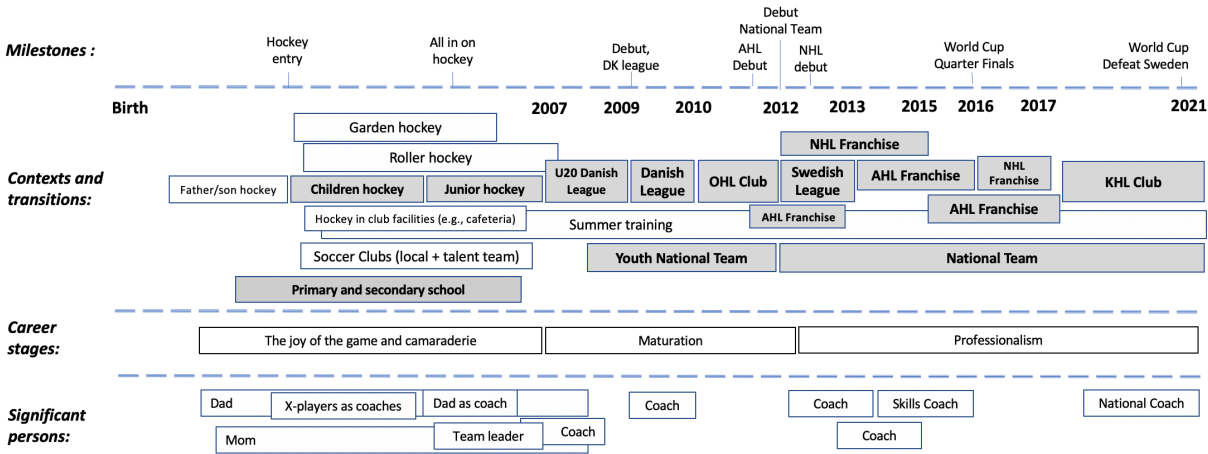 Milestones :
Hockey
entry
All in on
hockey
Debut,
DK league
AHL
Debut
Debut
National Team
NHL
debut
World Cup
Quarter Finals
World Cup
Defeat Sweden
Birth
2007
2009
2010
2012
2013
2015
2016
2017
2021
Contexts and
transitions:
Garden hockey
NHL Franchise
Roller hockey
Father/son hockey
Children hockey
Junior hockey
U20 Danish
League
Danish
League
OHL Club
Swedish
League
AHL Franchise
NHL
Franchise
KHL Club
Hockey in club facilities (e.g., cafeteria)
Summer training
AHL Franchise
AHL Franchise
Soccer Clubs (local + talent team)
Youth National Team
National Team
Primary and secondary school
Career
stages:
The joy of the game and camaraderie
Maturation
Professionalism
Significant
persons:
Dad
X-players as coaches
Dad as coach
Coach
Coach
Skills Coach
National Coach
Mom
Team leader
Coach
Coach